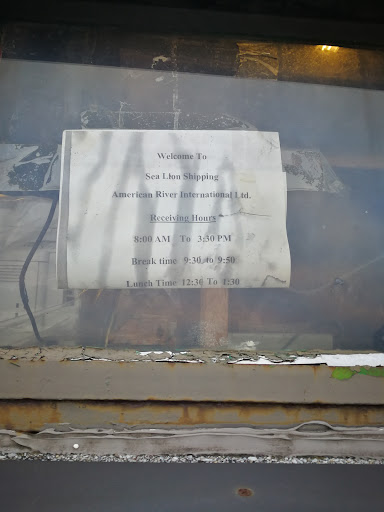 Welcome To
Sea Lion Shipping
American River International Ltd.
Receiving Hours
8:00 AM To 3:30 PM
Break time 9:30 to 9:50
Lunch Time 12:30 To 1:30